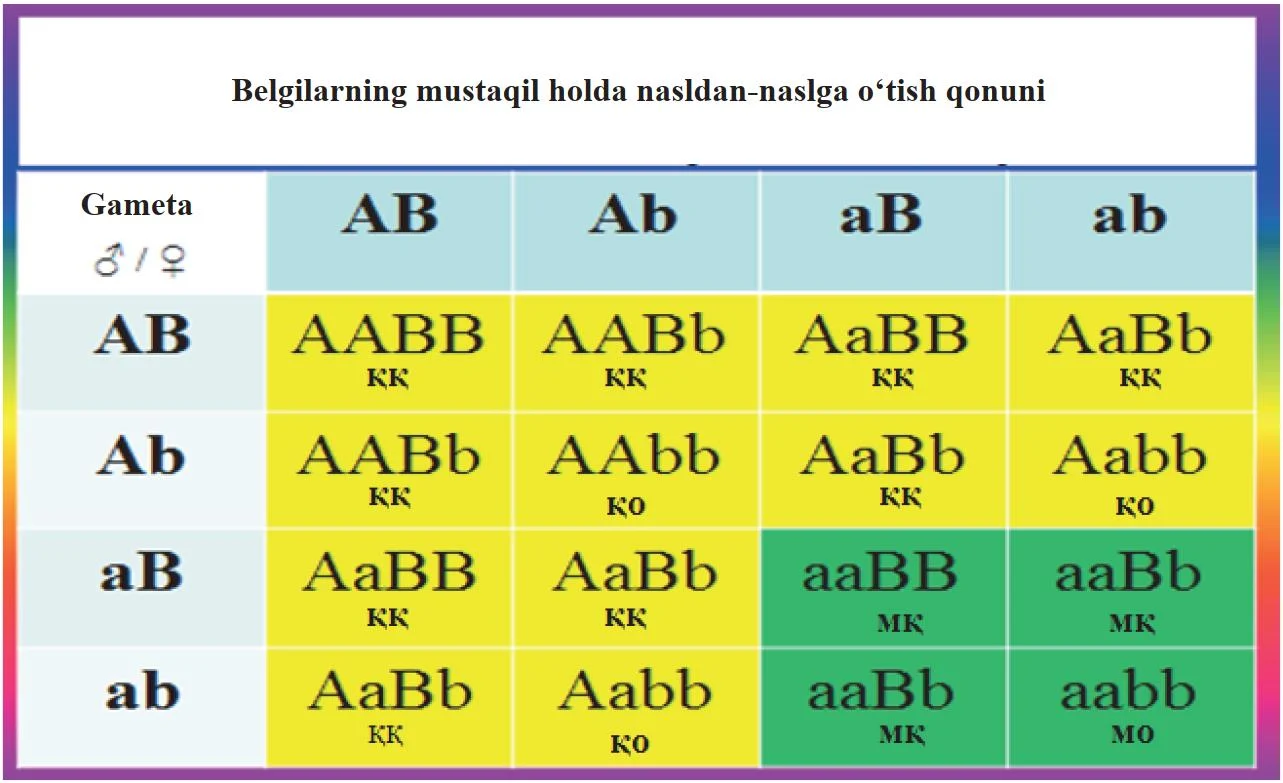 Belgilarning mustaqil holda nasldan-naslga o‘tish qonuni
Gameta
♂ / ♀
AB Ab aB ab
AB AABB AABb AaBB AaBb
ҚҚ ҚҚ ҚҚ ҚҚ
Ab AABb AAbb AaBb Aabb
ҚҚ ҚО ҚҚ ҚО
aB AaBB AaBb aaBB aaBb
ҚҚ ҚҚ МҚ МҚ
ab AaBb Aabb aaBb aabb
ҚҚ ҚО МҚ МО